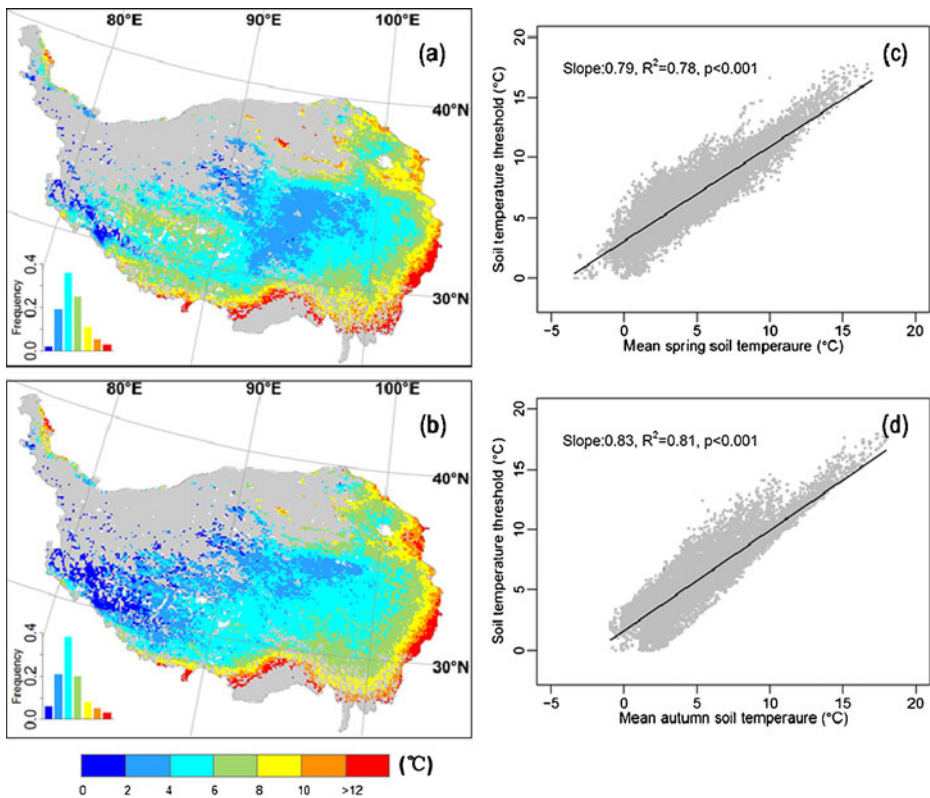 80°E 90°E 100°E
(a)
40°N
30°N
0.4
0.2
0.0
Frequency
80°E 90°E 100°E
(b)
40°N
30°N
0.4
0.2
0.0
Frequency
0 2 4 6 8 10 >12
(℃)
(c)
Slope:0.79, R²=0.78, p<0.001
Soil temperature threshold (°C)
20
15
10
5
0
−5 0 5 10 15 20
Mean spring soil temperaure (°C)
(d)
Slope:0.83, R²=0.81, p<0.001
Soil temperature threshold (°C)
20
15
10
5
0
−5 0 5 10 15 20
Mean autumn soil temperaure (°C)